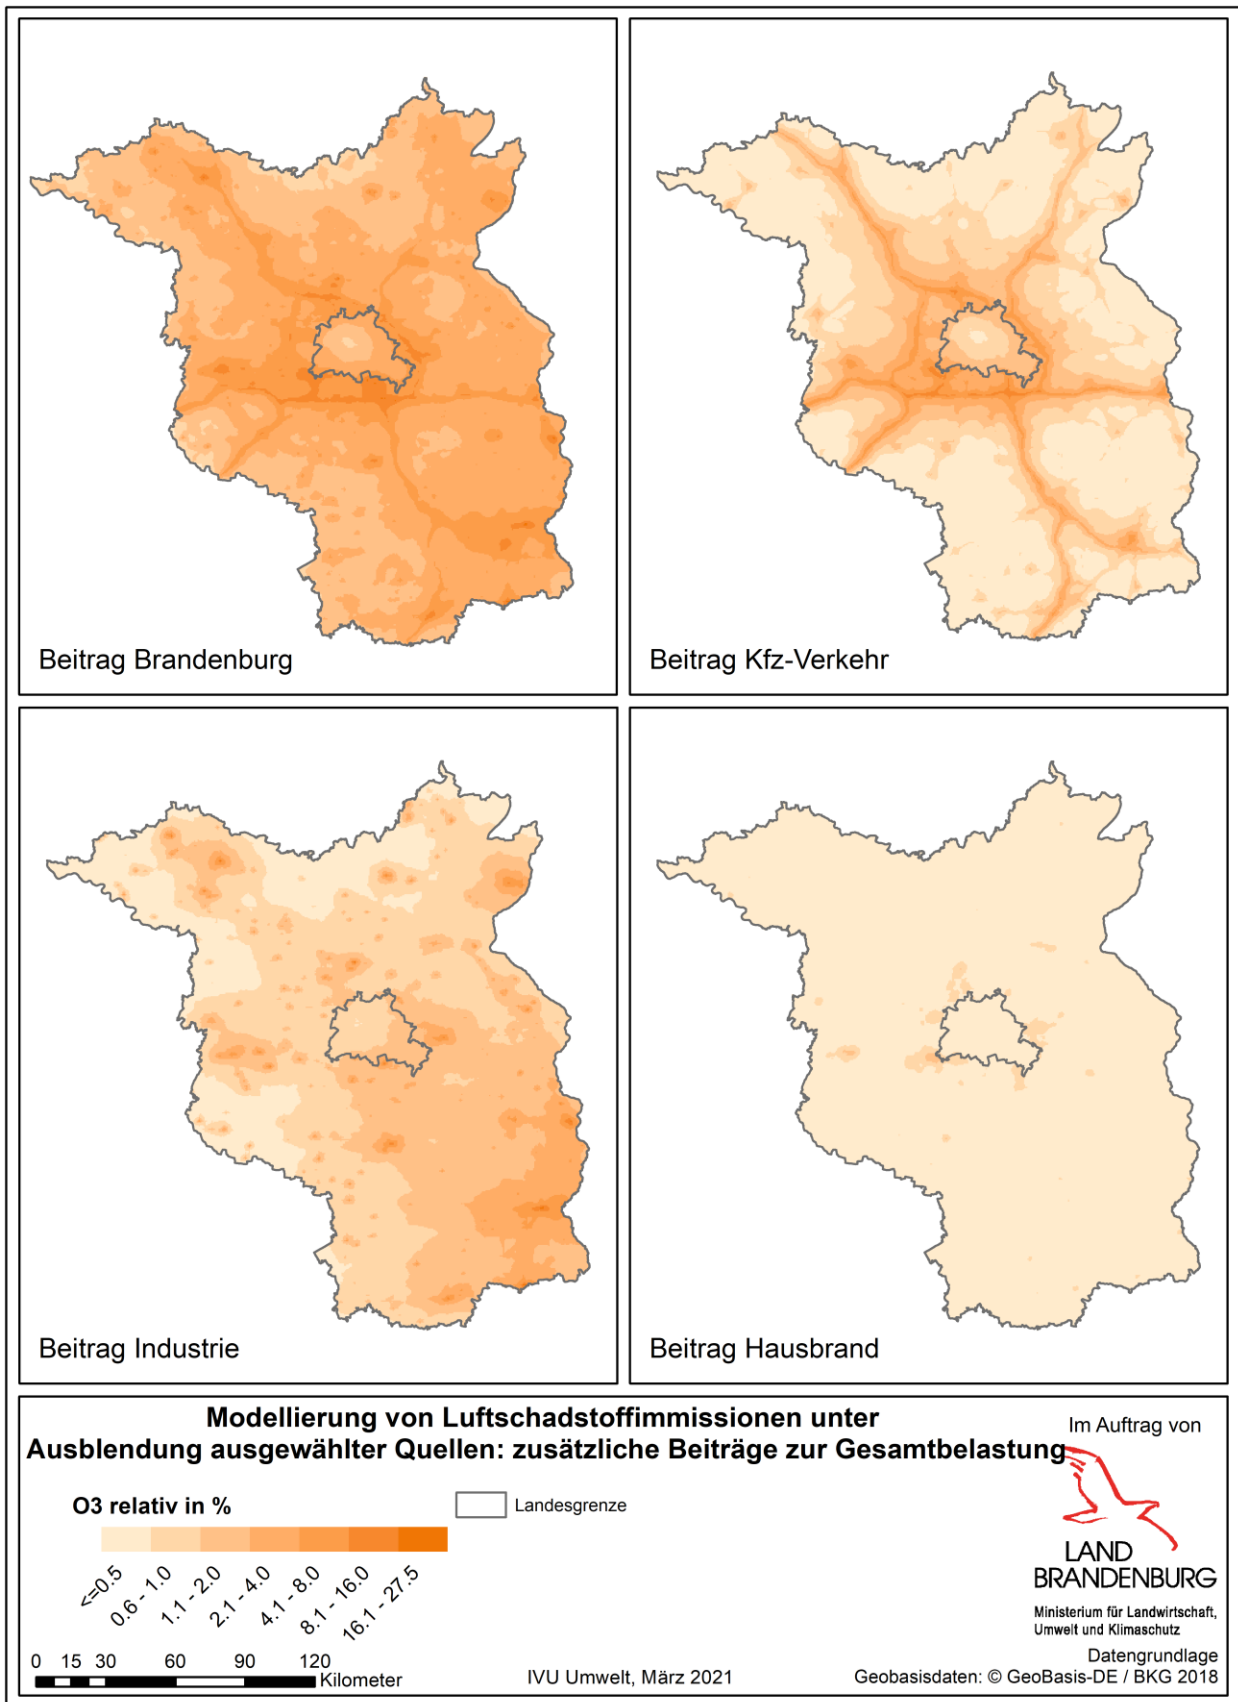 Beitrag Brandenburg
Beitrag Kfz-Verkehr
Beitrag Industrie
Beitrag Hausbrand
Modellierung von Luftschadstoffimmissionen unter
Ausblendung ausgewählter Quellen: zusätzliche Beiträge zur Gesamtbelastung
Im Auftrag von
O3 relativ in %
Landesgrenze
<=0.5
0.6 - 1.0
1.1 - 2.0
2.1 - 4.0
4.1 - 8.0
8.1 - 16.0
16.1 - 27.5
LAND
BRANDENBURG
Ministerium für Landwirtschaft,
Umwelt und Klimaschutz
0 15 30 60 90 120
Kilometer
IVU Umwelt, März 2021
Datengrundlage
Geobasisdaten: © GeoBasis-DE / BKG 2018